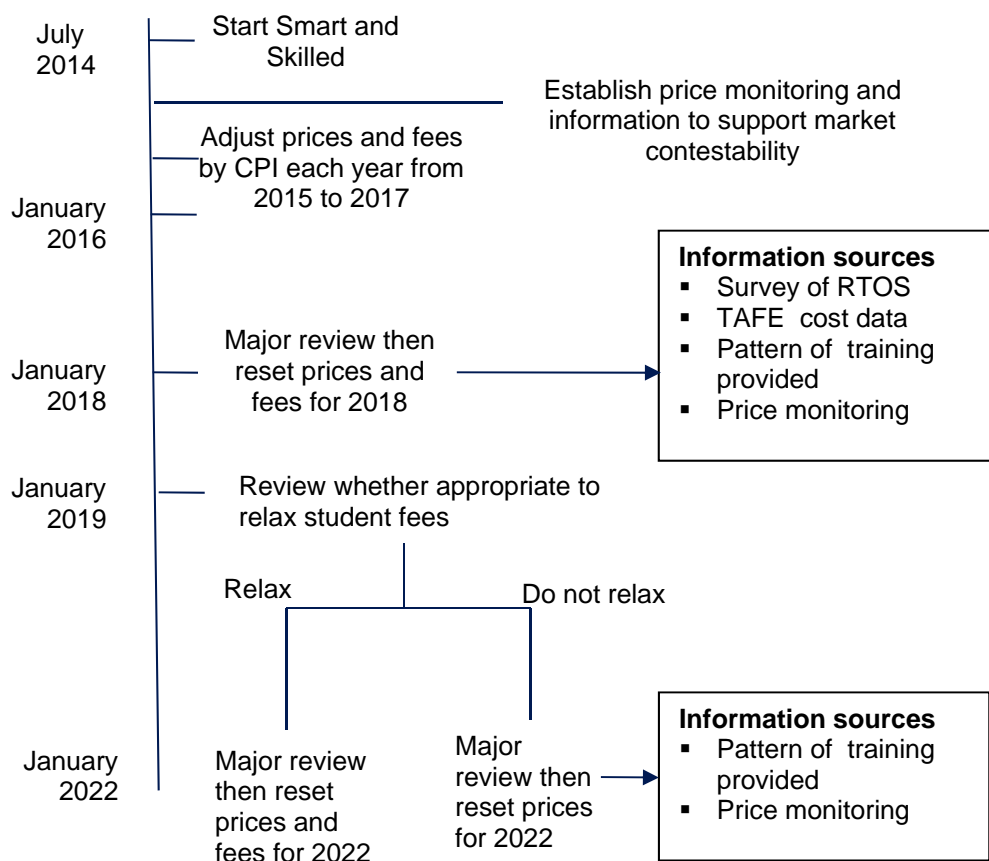 July
2014
Start Smart and
Skilled
Establish price monitoring and
information to support market
contestability
Adjust prices and fees
by CPI each year from
2015 to 2017
January
2016
Information sources
▪ Survey of RTOS
▪ TAFE cost data
▪ Pattern of training
provided
▪ Price monitoring
Major review then
reset prices and
fees for 2018
January
2018
January
2019
Review whether appropriate to
relax student fees
Relax
Do not relax
January
2022
Major review
then reset
prices and
fees for 2022
Major
review then
reset prices
for 2022
Information sources
▪ Pattern of training
provided
▪ Price monitoring